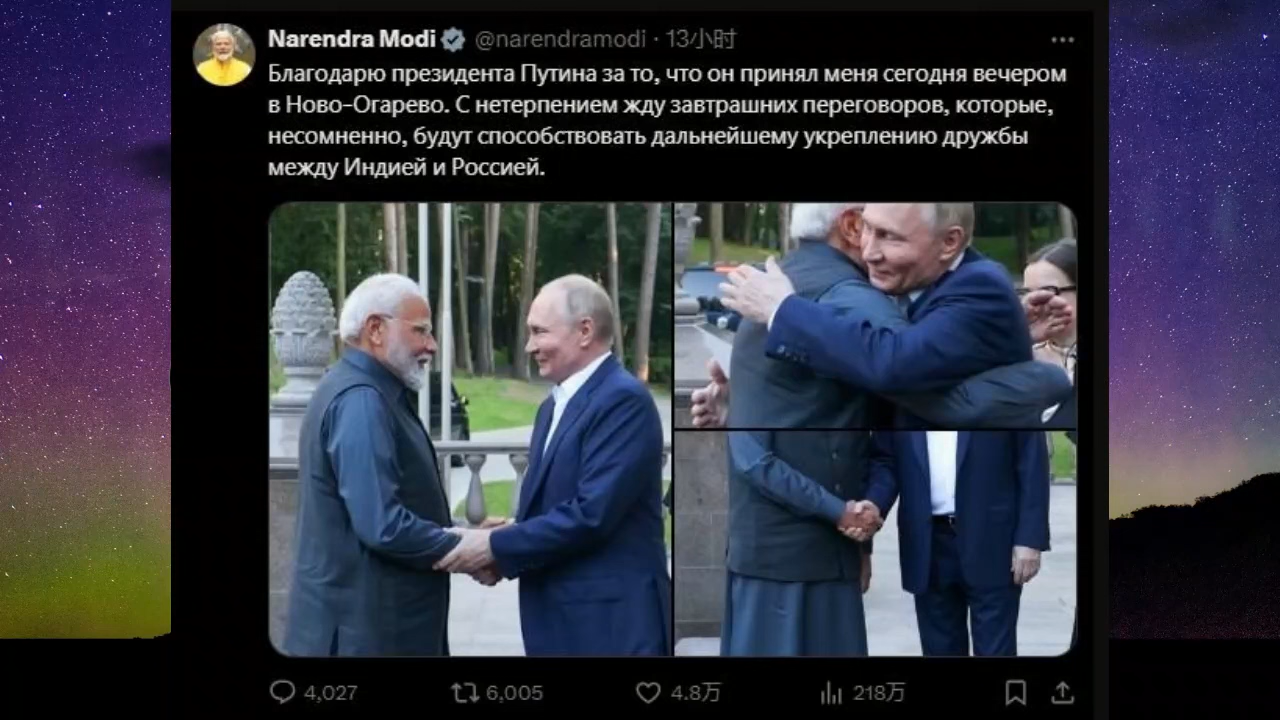 Narendra Modi @narendramodi · 13小时
Благодарю президента Путина за то, что он принял меня сегодня вечером
в Ново-Огарево. С нетерпением жду завтрашних переговоров, которые,
несомненно, будут способствовать дальнейшему укреплению дружбы
между Индией и Россией.
4,027 6,005 4.8万 218万